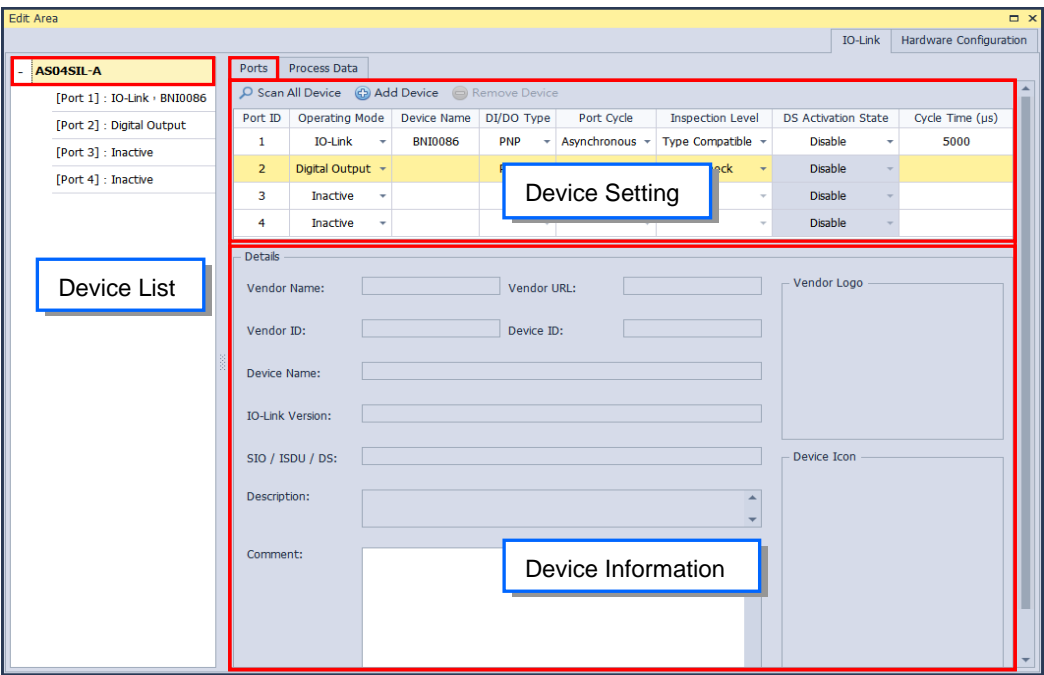 Edit Area
IO-Link Hardware Configuration
- AS04SIL-A
[Port 1] : IO-Link , BNI0086
[Port 2] : Digital Output
[Port 3] : Inactive
[Port 4] : Inactive
Device List
Ports Process Data
Scan All Device Add Device Remove Device
Port ID Operating Mode Device Name DI/DO Type Port Cycle Inspection Level DS Activation State Cycle Time (μs)
1 IO-Link BNI0086 PNP Asynchronous Type Compatible Disable 5000
2 Digital Output Disable
3 Inactive Disable
4 Inactive Disable
Device Setting
Details
Vendor Name: Vendor URL:
Vendor ID: Device ID:
Device Name:
IO-Link Version:
SIO / ISDU / DS:
Description:
Comment:
Vendor Logo
Device Icon
Device Information